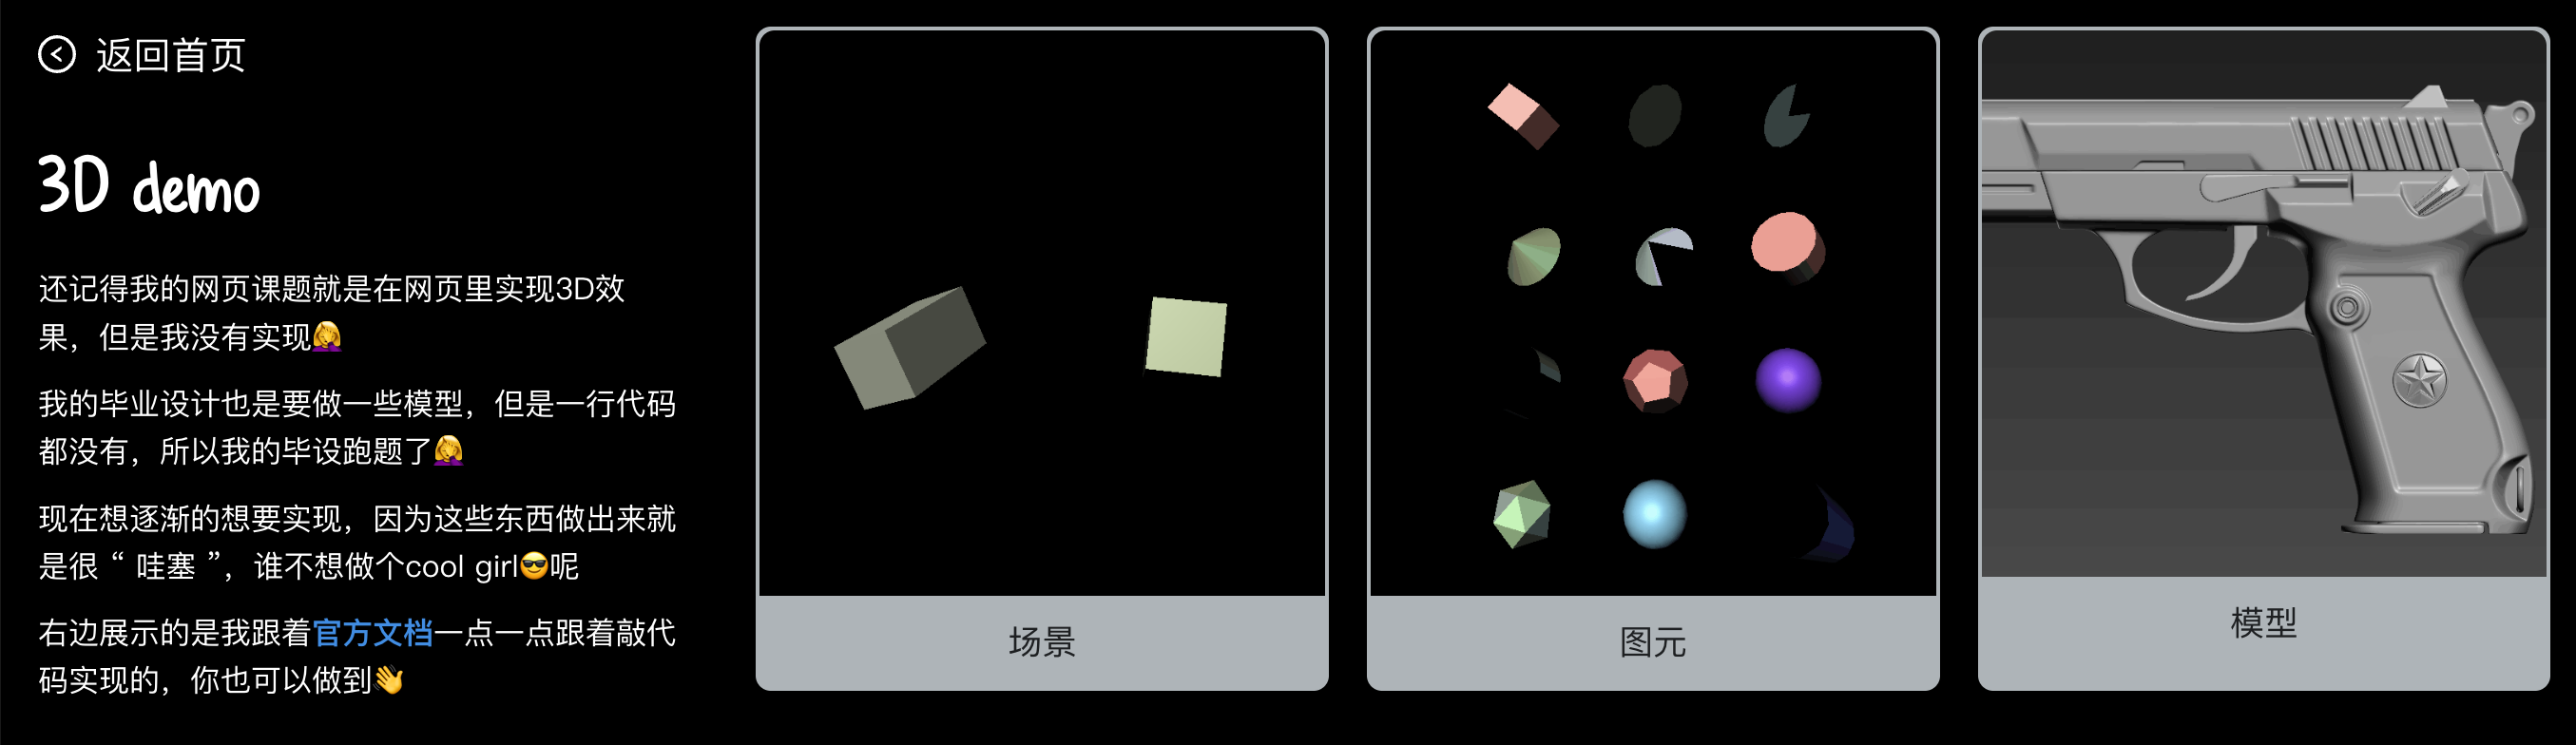 返回首页
3D demo
还记得我的网页课题就是在网页里实现3D效
果，但是我没有实现🤦‍♀️
我的毕业设计也是要做一些模型，但是一行代码
都没有，所以我的毕设跑题了🤦‍♀️
现在想逐渐的想要实现，因为这些东西做出来就
是很 “ 哇塞 ”，谁不想做个cool girl😎呢
右边展示的是我跟着官方文档一点一点跟着敲代
码实现的，你也可以做到👋
场景
图元
模型